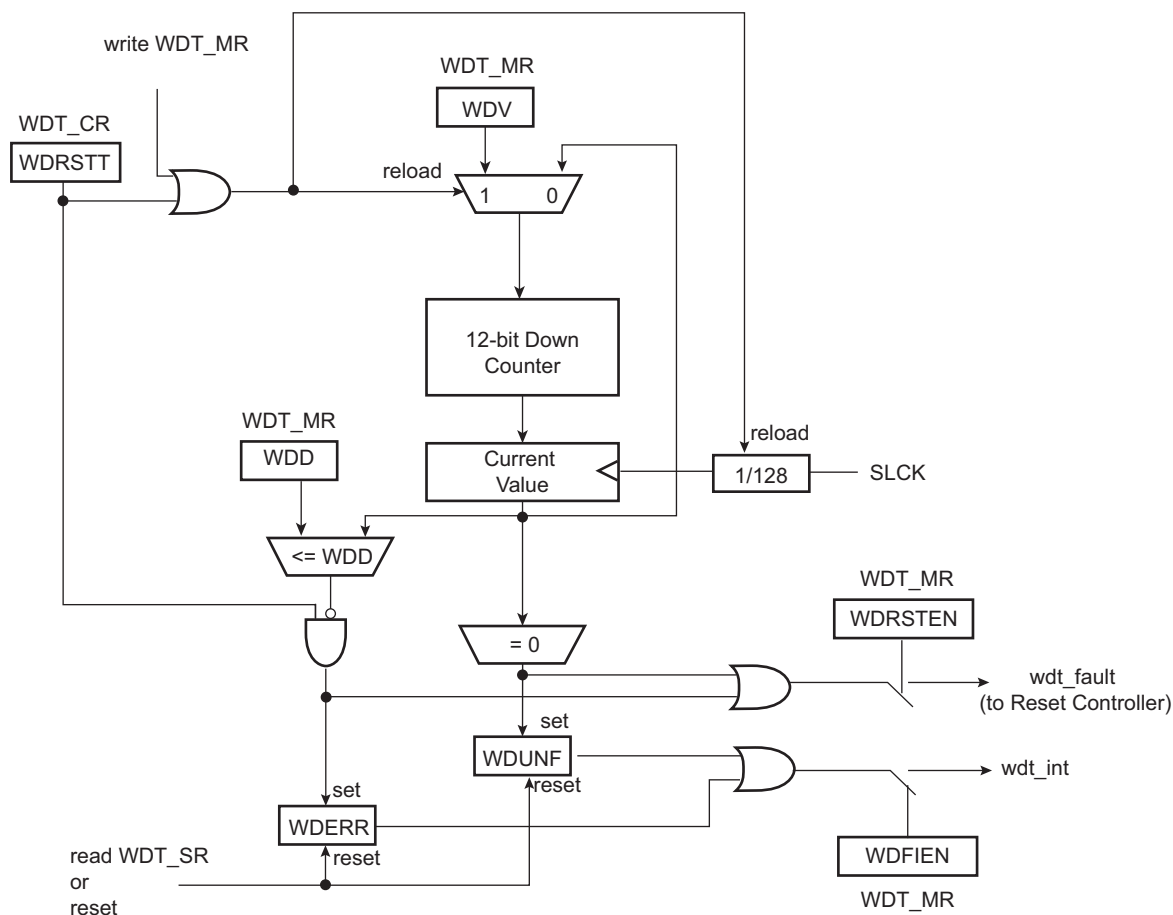 write WDT_MR
WDT_MR
WDV
WDT_CR
WDRSTT
reload
1 0
12-bit Down
Counter
WDT_MR
WDD
reload
Current
Value
1/128
SLCK
<= WDD
WDT_MR
WDRSTEN
= 0
wdt_fault
(to Reset Controller)
set
WDUNF
reset
wdt_int
set
WDERR
reset
WDFIEN
read WDT_SR
or
reset
WDT_MR